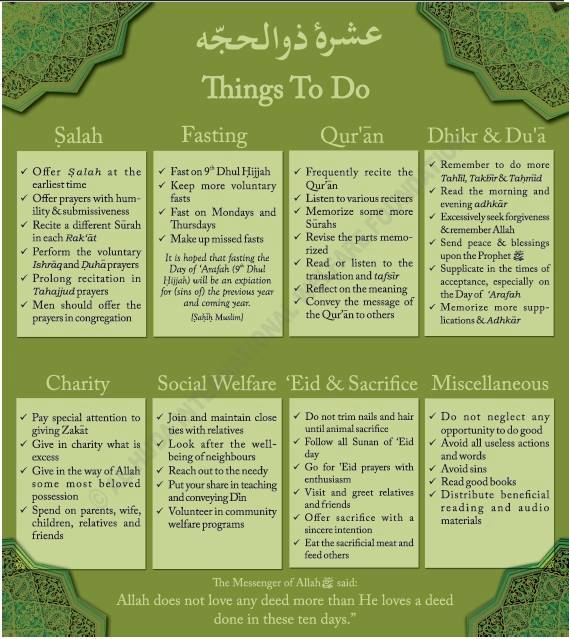 عشرۂ ذوالحجّه
Things To Do
Ṣalah
✓ Offer Ṣalah at the
earliest time
✓ Offer prayers with hum-
ility & submissiveness
✓ Recite a different Sūrah
in each Rak'āt
✓ Perform the voluntary
Ishrāq and Ḍuḥā prayers
✓ Prolong recitation in
Tahajjud prayers
✓ Men should offer the
prayers in congregation
Fasting
✓ Fast on 9th Dhul Ḥijjah
✓ Keep more voluntary
fasts
✓ Fast on Mondays and
Thursdays
✓ Make up missed fasts
It is hoped that fasting the
Day of 'Arafah (9th Dhul
Ḥijjah) will be an expiation
for (sins of) the previous year
and coming year.
[Ṣaḥīḥ Muslim]
Qur'ān
✓ Frequently recite the
Qur'ān
✓ Listen to various reciters
✓ Memorize some more
Sūrahs
✓ Revise the parts memo-
rized
✓ Read or listen to the
translation and tafsīr
✓ Reflect on the meaning
✓ Convey the message of
the Qur'ān to others
Dhikr & Du'ā
✓ Remember to do more
Tahlīl, Takbīr & Taḥmīd
✓ Read the morning and
evening adhkār
✓ Excessively seek forgiveness
& remember Allah
✓ Send peace & blessings
upon the Prophet ﷺ
✓ Supplicate in the times of
acceptance, especially on
the Day of 'Arafah
✓ Memorize more supp-
lications & Adhkār
Charity
✓ Pay special attention to
giving Zakāt
✓ Give in charity what is
excess
✓ Give in the way of Allah
some most beloved
possession
✓ Spend on parents, wife,
children, relatives and
friends
Social Welfare
✓ Join and maintain close
ties with relatives
✓ Look after the well-
being of neighbours
✓ Reach out to the needy
✓ Put your share in teaching
and conveying Dīn
✓ Volunteer in community
welfare programs
'Eid & Sacrifice
✓ Do not trim nails and hair
until animal sacrifice
✓ Follow all Sunan of 'Eid
day
✓ Go for 'Eid prayers with
enthusiasm
✓ Visit and greet relatives
and friends
✓ Offer sacrifice with a
sincere intention
✓ Eat the sacrificial meat and
feed others
Miscellaneous
✓ Do not neglect any
opportunity to do good
✓ Avoid all useless actions
and words
✓ Avoid sins
✓ Read good books
✓ Distribute beneficial
reading and audio
materials
The Messenger of Allah ﷺ said:
Allah does not love any deed more than He loves a deed
done in these ten days."